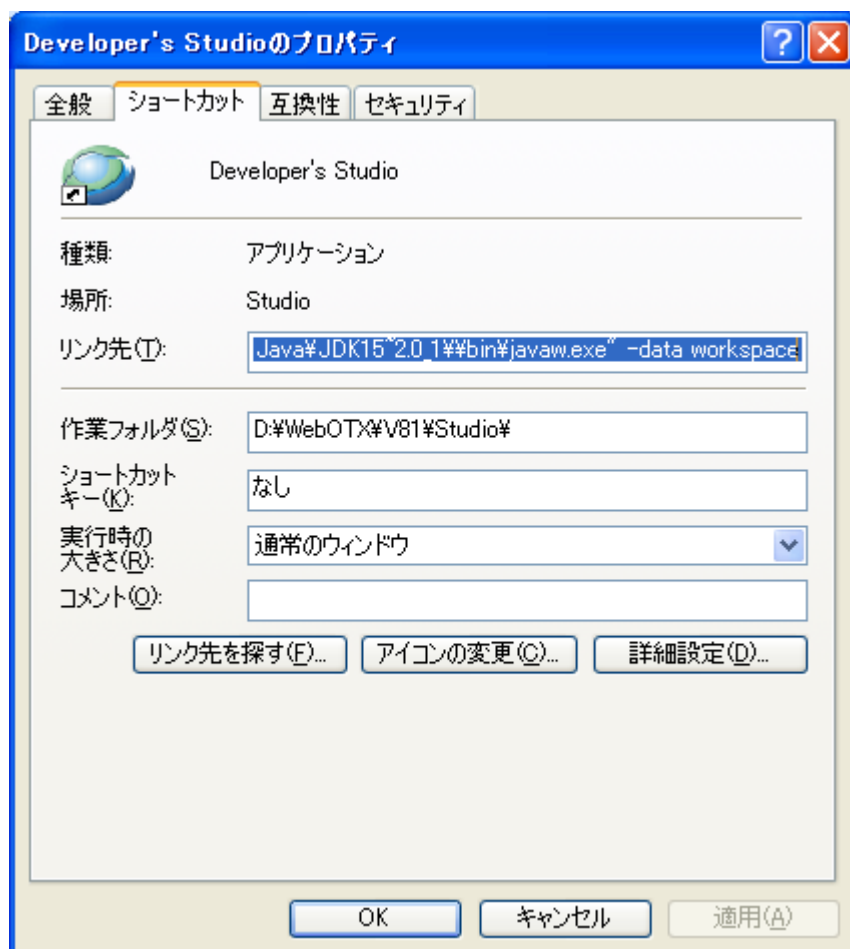 Developer's Studioのプロパティ
全般 ショートカット 互換性 セキュリティ
Developer's Studio
種類: アプリケーション
場所: Studio
リンク先(T): Java¥JDK15~2.0_1¥¥bin¥javaw.exe" -data workspace
作業フォルダ(S): D:¥WebOTX¥V81¥Studio¥
ショートカット
キー(K): なし
実行時の
大きさ(R): 通常のウィンドウ
コメント(O):
リンク先を探す(F)... アイコンの変更(C)... 詳細設定(D)...
OK キャンセル 適用(A)